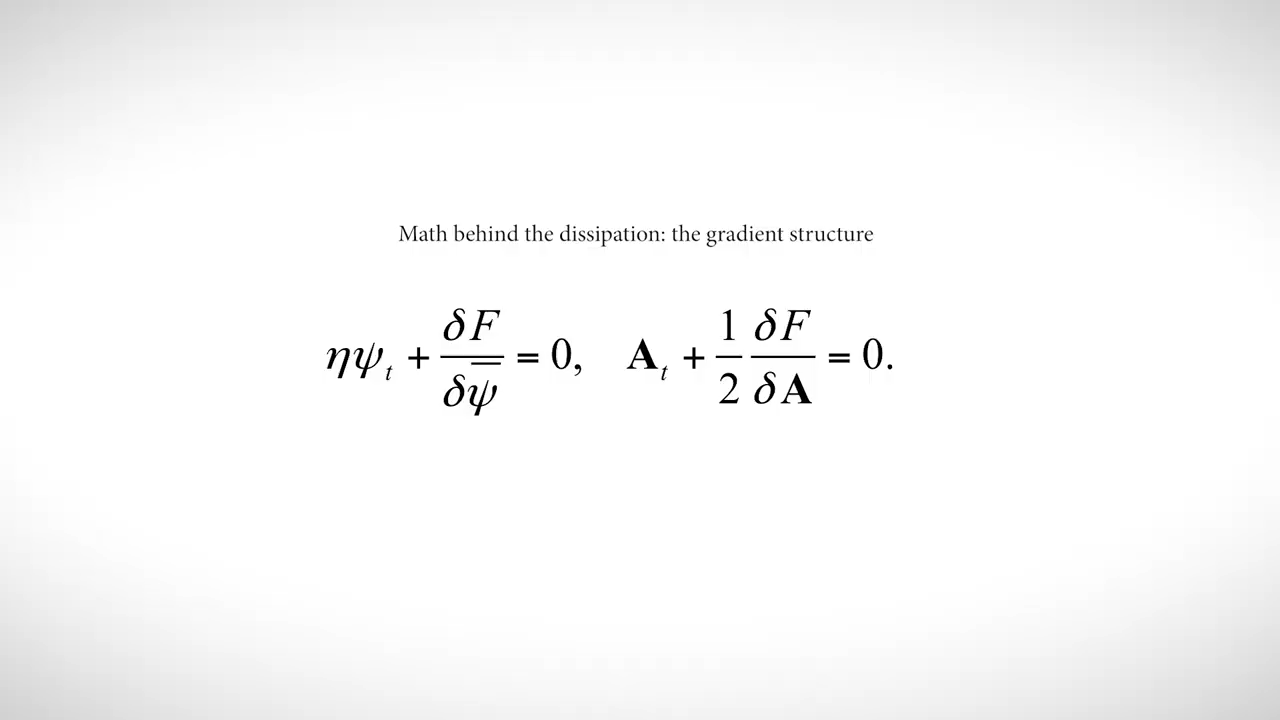 Math behind the dissipation: the gradient structure
ηψ_t + δF/δψ̅ = 0, A_t + 1/2 δF/δA = 0.